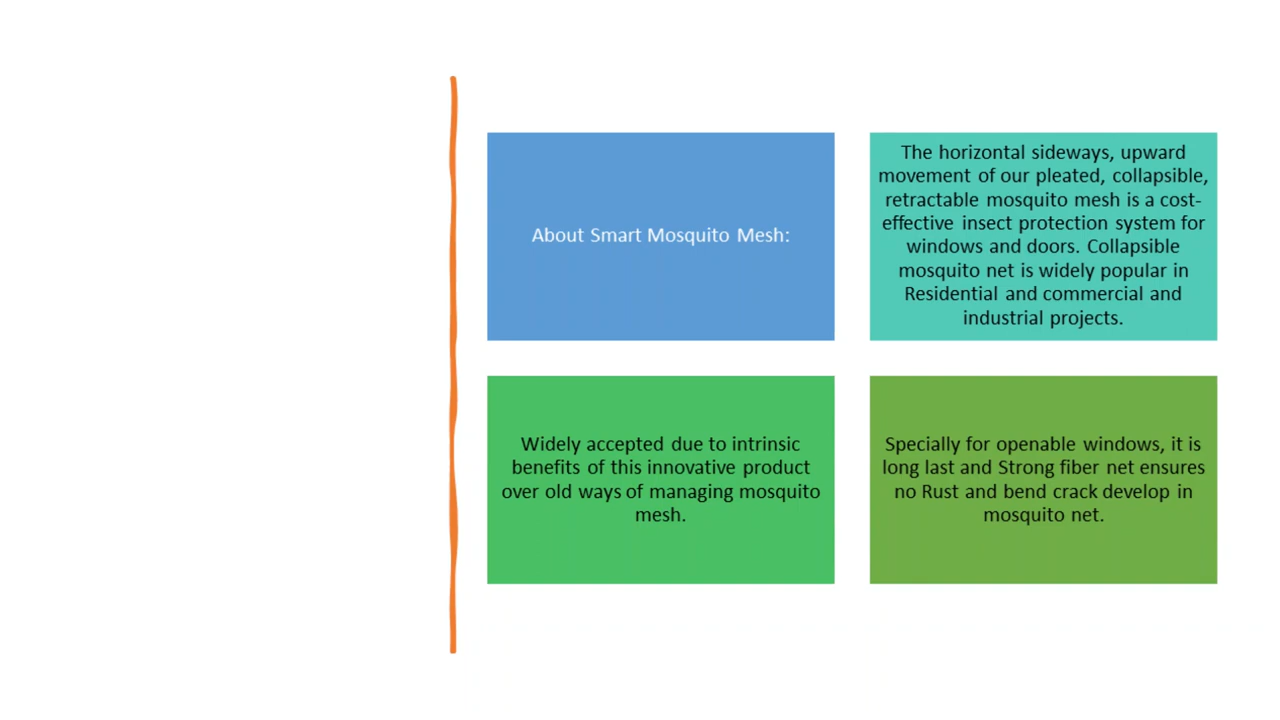 About Smart Mosquito Mesh:
The horizontal sideways, upward
movement of our pleated, collapsible,
retractable mosquito mesh is a cost-
effective insect protection system for
windows and doors. Collapsible
mosquito net is widely popular in
Residential and commercial and
industrial projects.
Widely accepted due to intrinsic
benefits of this innovative product
over old ways of managing mosquito
mesh.
Specially for openable windows, it is
long last and Strong fiber net ensures
no Rust and bend crack develop in
mosquito net.